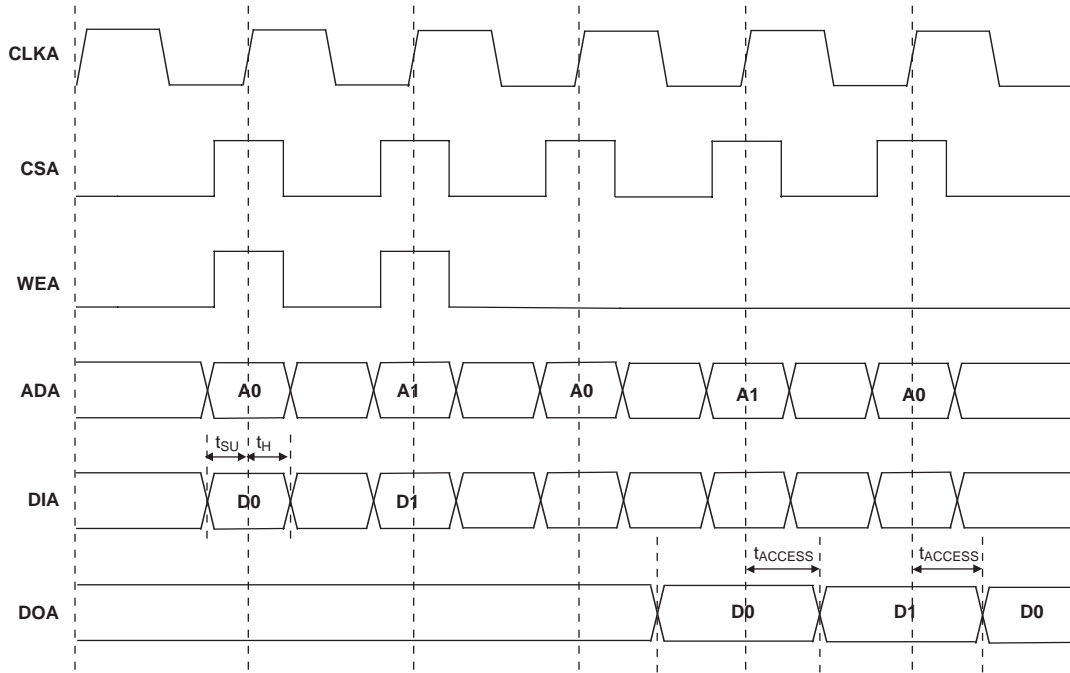 CLKA
CSA
WEA
ADA A0 A1 A0 A1 A0
tSU tH
DIA D0 D1
tACCESS tACCESS
DOA D0 D1 D0